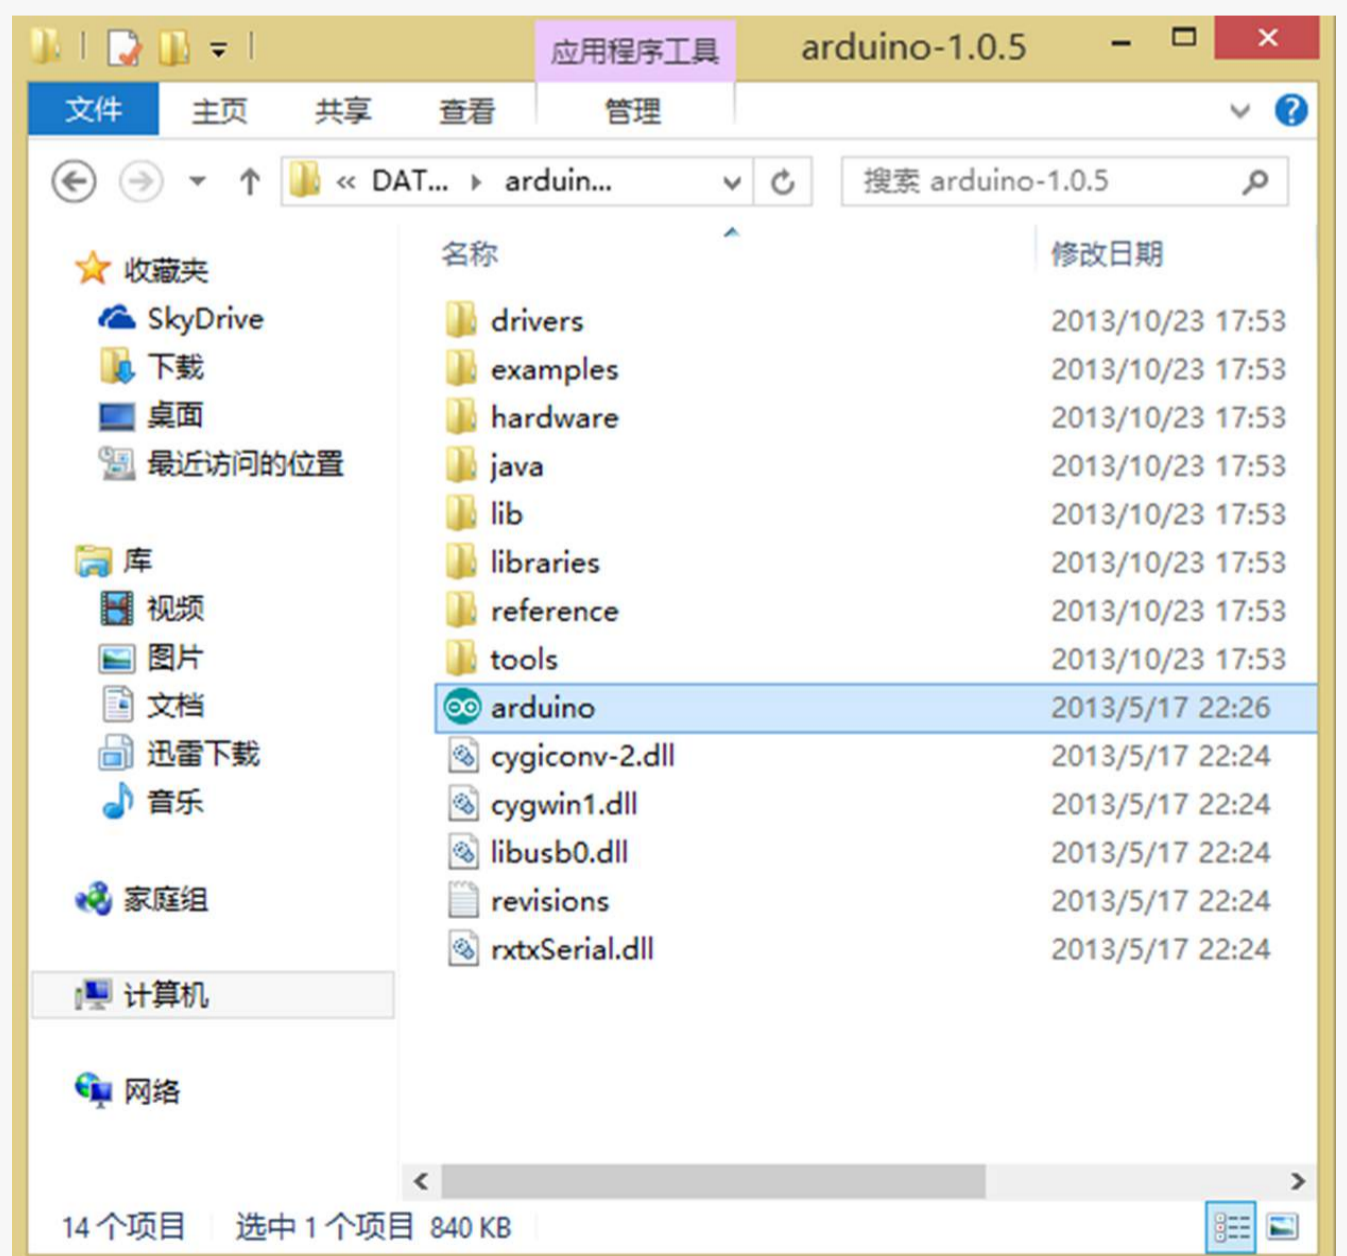 应用程序工具 arduino-1.0.5
文件 主页 共享 查看 管理
« DAT... arduin... 搜索 arduino-1.0.5
名称 修改日期
收藏夹
SkyDrive
下载
桌面
最近访问的位置
库
视频
图片
文档
迅雷下载
音乐
家庭组
计算机
网络
drivers 2013/10/23 17:53
examples 2013/10/23 17:53
hardware 2013/10/23 17:53
java 2013/10/23 17:53
lib 2013/10/23 17:53
libraries 2013/10/23 17:53
reference 2013/10/23 17:53
tools 2013/10/23 17:53
arduino 2013/5/17 22:26
cygiconv-2.dll 2013/5/17 22:24
cygwin1.dll 2013/5/17 22:24
libusb0.dll 2013/5/17 22:24
revisions 2013/5/17 22:24
rxtxSerial.dll 2013/5/17 22:24
14 个项目 选中 1 个项目 840 KB